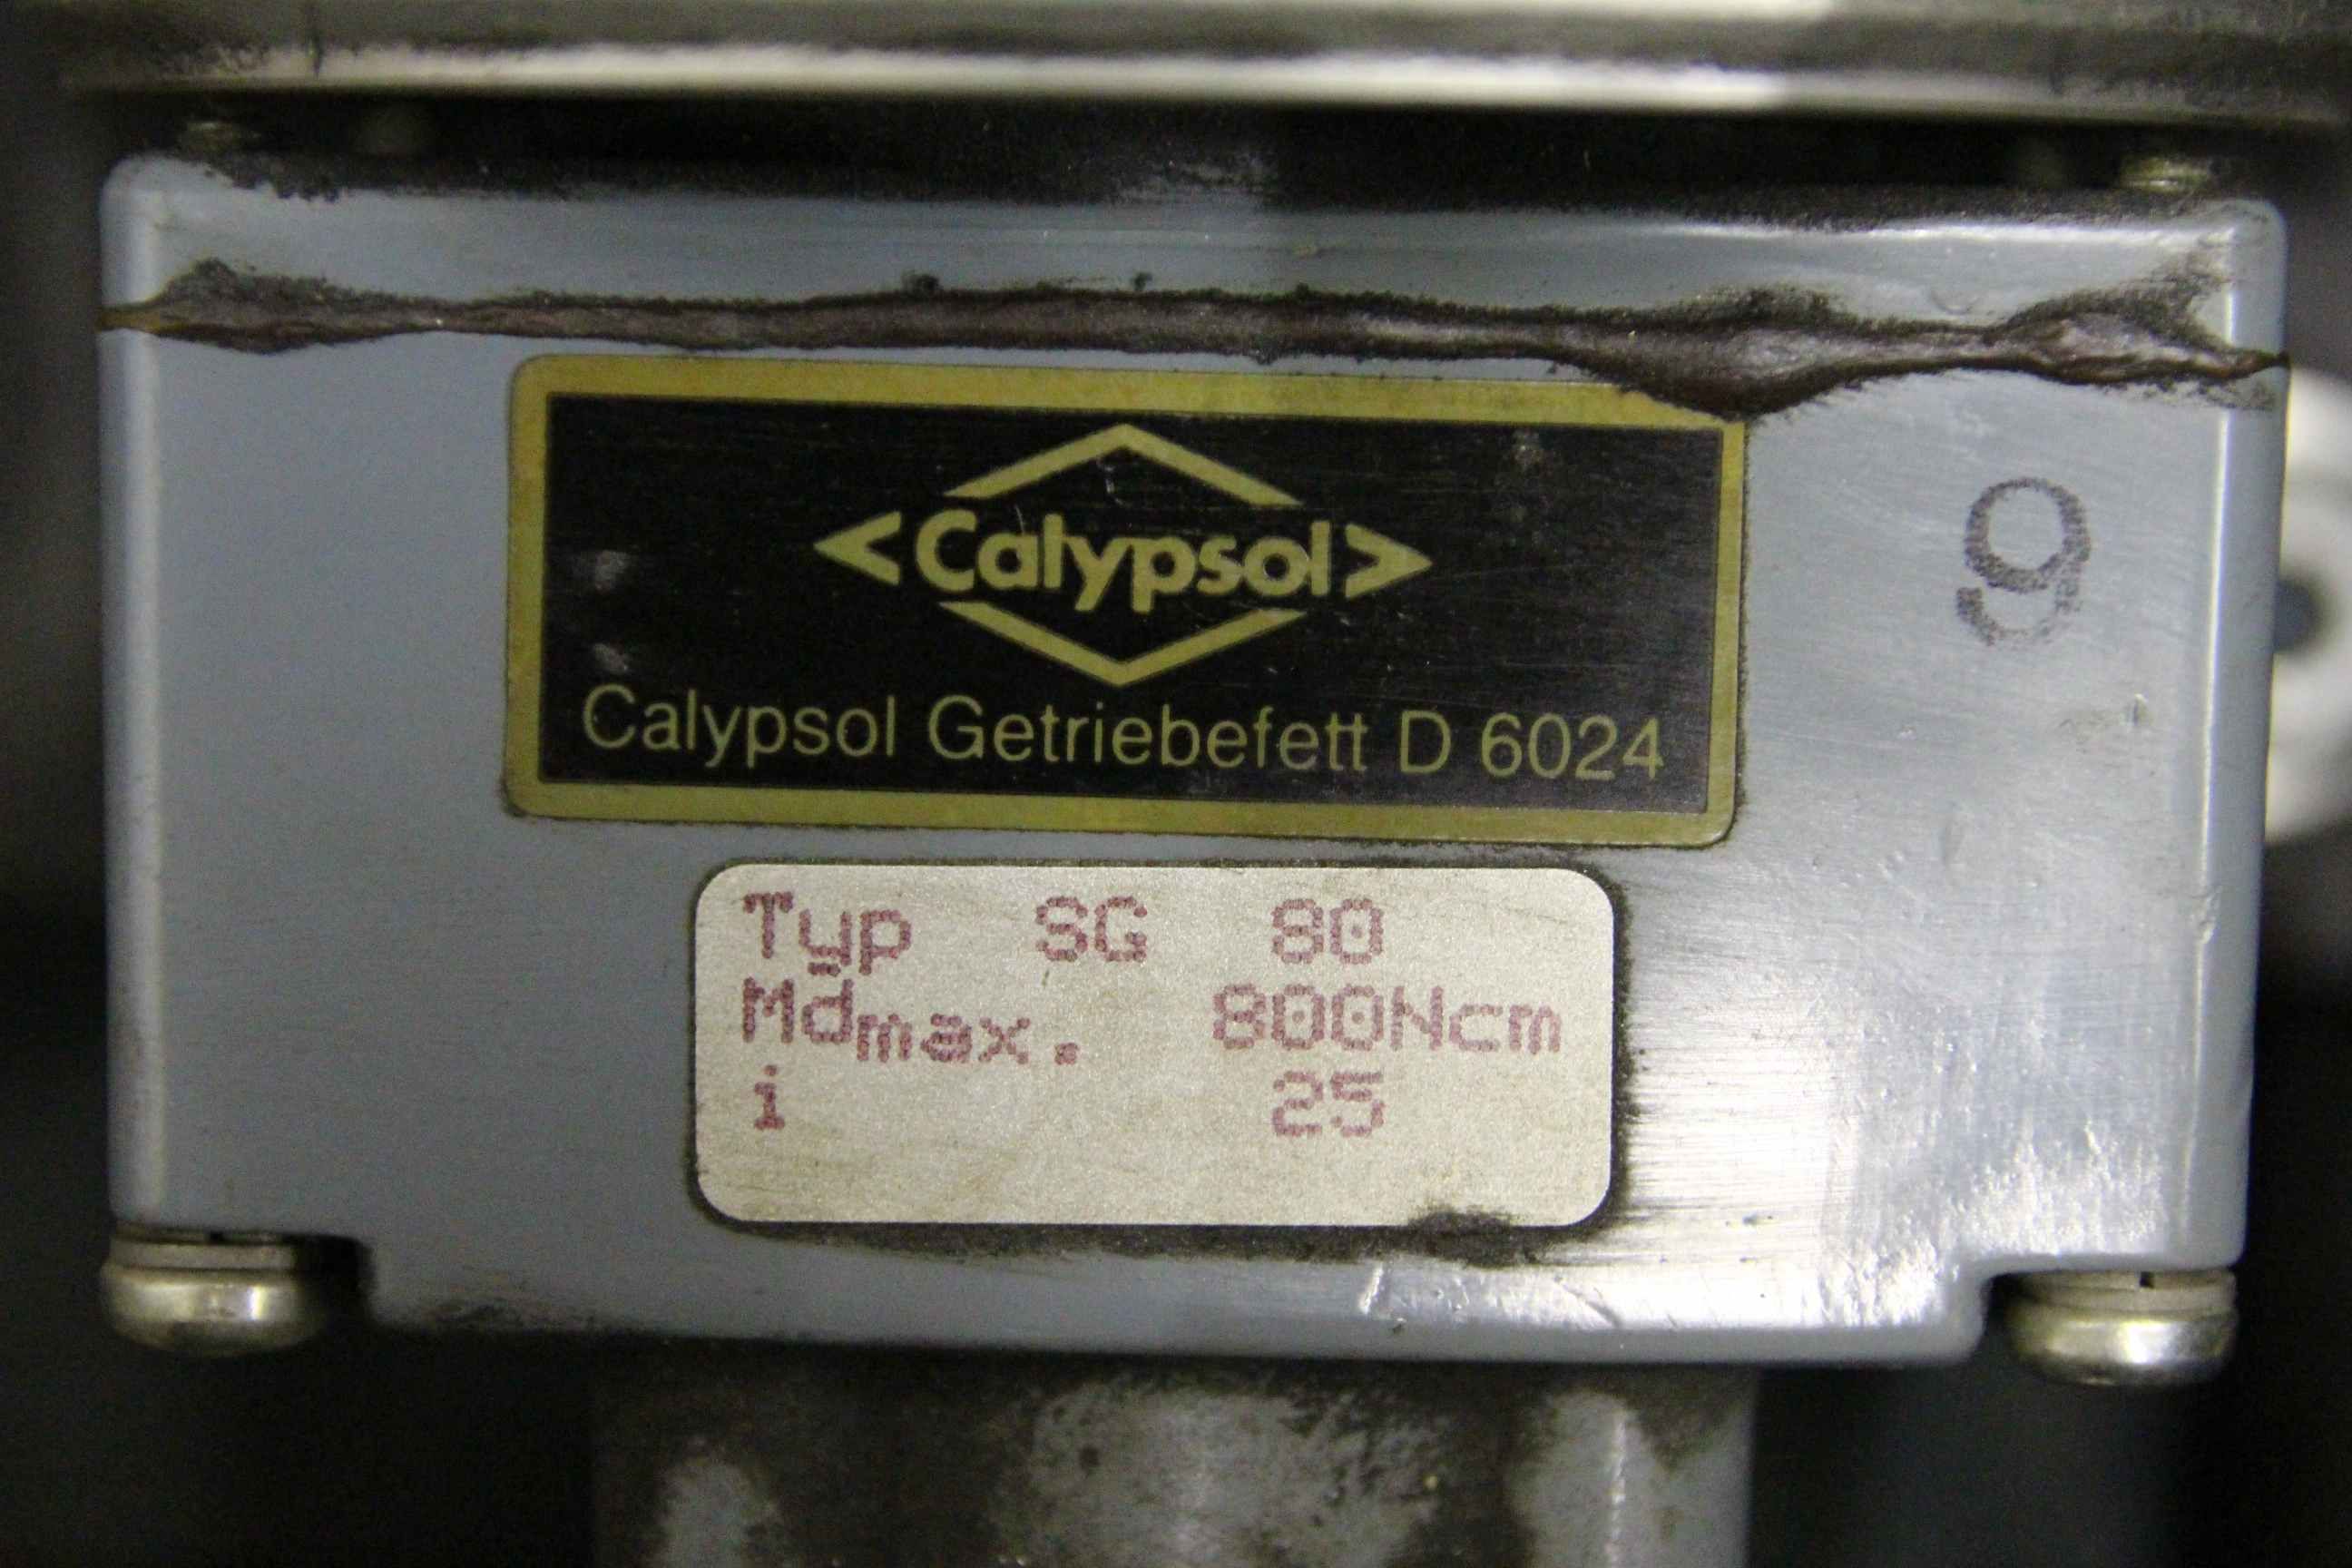 <Calypsol>
9
Calypsol Getriebefett D 6024
Typ SG 80
Mdmax. 800Ncm
i 25